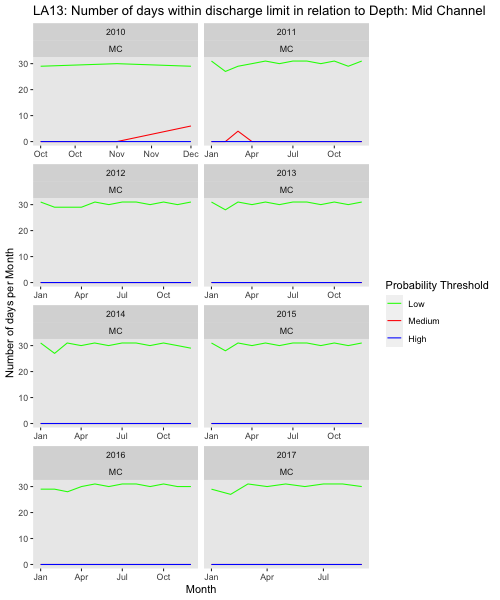 LA13: Number of days within discharge limit in relation to Depth: Mid Channel
2010
2011
MC
MC
30
20
10
0
Oct
Oct
Nov
Nov
Dec
Jan
Apr
Jul
Oct
2012
2013
MC
MC
30
20
10
0
Jan
Apr
Jul
Oct
Jan
Apr
Jul
Oct
2014
2015
MC
MC
30
20
10
0
Jan
Apr
Jul
Oct
Jan
Apr
Jul
Oct
2016
2017
MC
MC
30
20
10
0
Jan
Apr
Jul
Oct
Jan
Apr
Jul
Number of days per Month
Month
Probability Threshold
Low
Medium
High